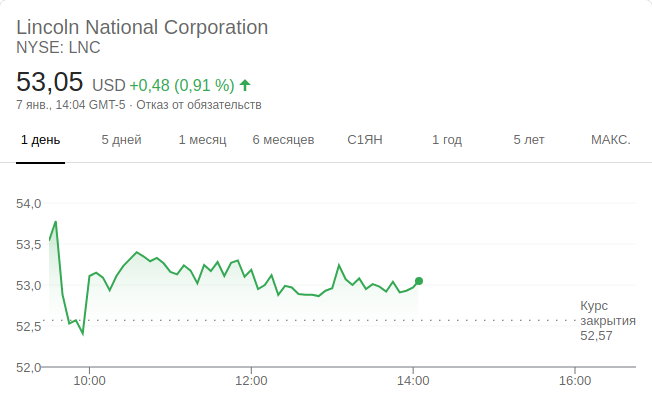 Lincoln National Corporation
NYSE: LNC
53,05 USD +0,48 (0,91 %)
7 янв., 14:04 GMT-5 · Отказ от обязательств
1 день 5 дней 1 месяц 6 месяцев С1ЯН 1 год 5 лет МАКС.
54,0
53,5
53,0
52,5
52,0
Курс
закрытия
52,57
10:00 12:00 14:00 16:00